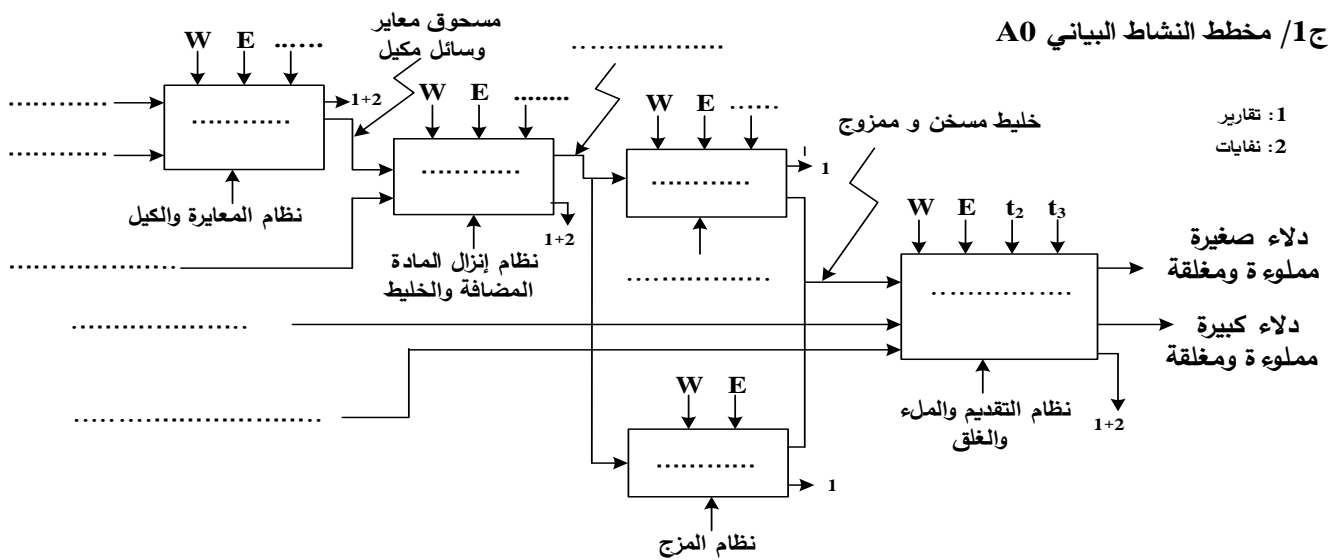 ج1/ مخطط النشاط البياني A0
1: تقارير
2: نفايات
W E ......
................
................
................
1+2
نظام المعايرة والكيل
مسحوق معاير
وسائل مكيل
W E ........
................
................
1+2
نظام إنزال المادة
المضافة والخليط
......................
W E ......
................
1
......................
خليط مسخن و ممزوج
W E
................
1
نظام المزج
W E t2 t3
......................
......................
......................
نظام التقديم والملء
والغلق
1+2
دلاء صغيرة
مملوءة ومغلقة
دلاء كبيرة
مملوءة ومغلقة